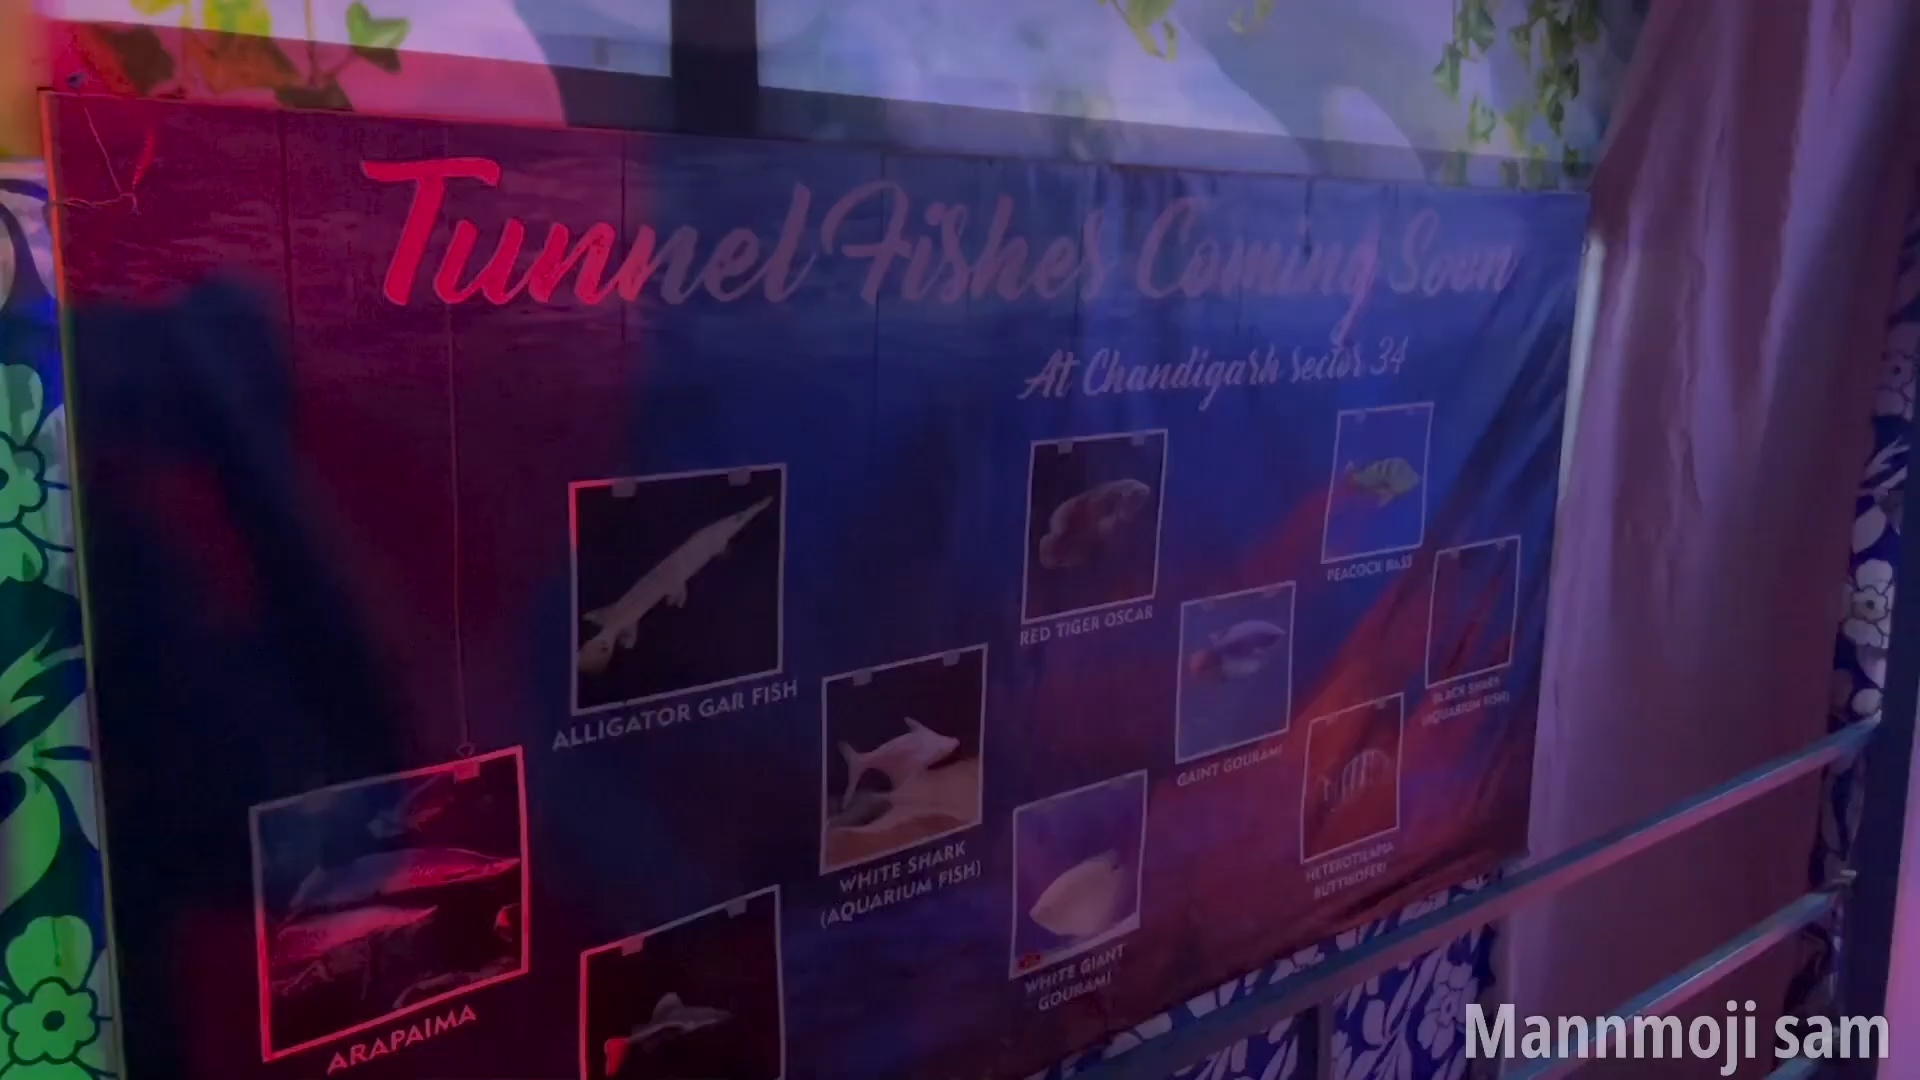 Tunnel Fishes Coming Soon
At Chandigarh sector 34
PEACOCK BASS
RED TIGER OSCAR
BLACK SHARK
(AQUARIUM FISH)
ALLIGATOR GAR FISH
GAINT GOURAMI
WHITE SHARK
(AQUARIUM FISH)
HETEROTILAPIA
BUTTIKOFERI
WHITE GIANT
GOURAMI
ARAPAIMA
Mannmoji sam